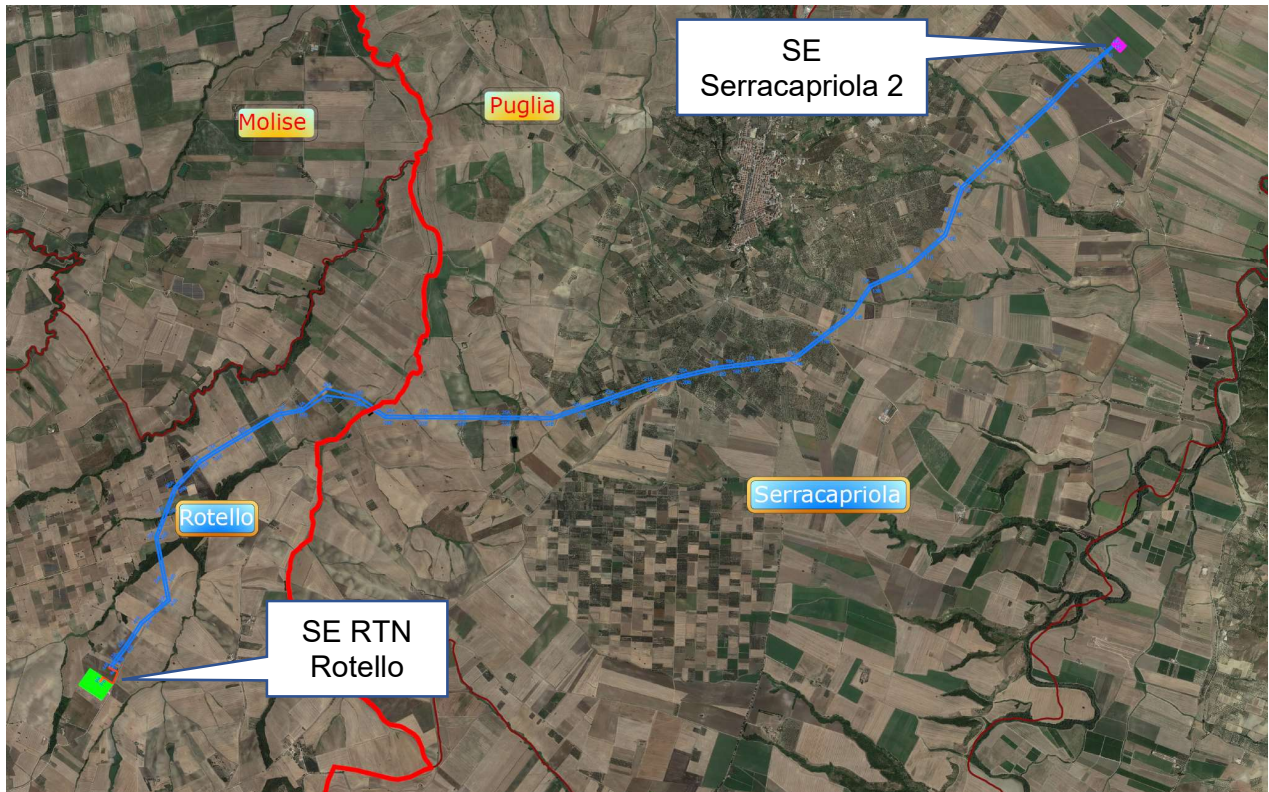 SE
Serracapriola 2
Molise
Puglia
Rotello
Serracapriola
SE RTN
Rotello